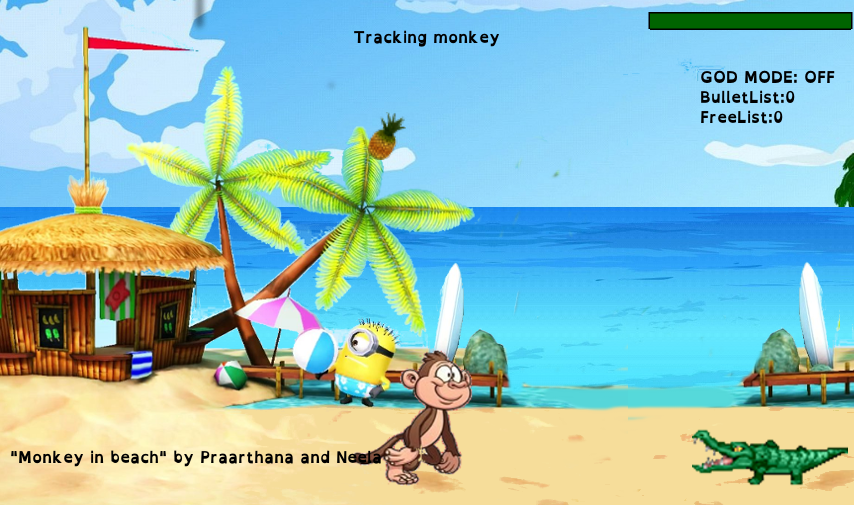 Tracking monkey
GOD MODE: OFF
BulletList:0
FreeList:0
"Monkey in beach" by Praarthana and Neela